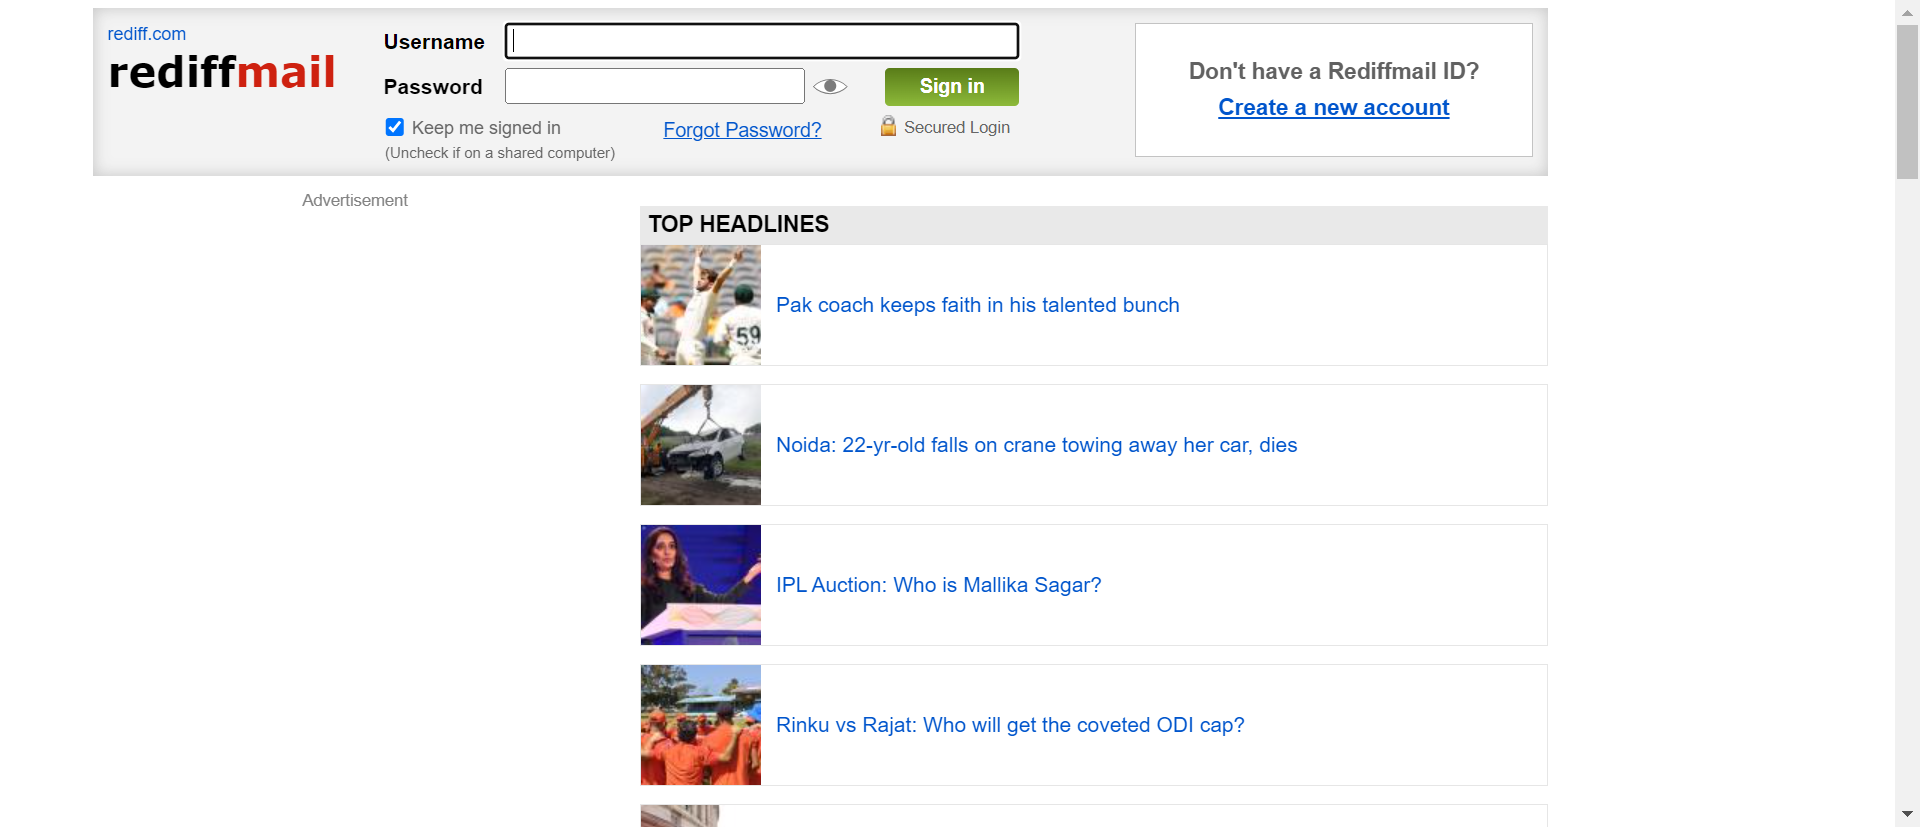 rediff.com
rediffmail
Username
Password
Sign in
Keep me signed in
(Uncheck if on a shared computer)
Forgot Password?
Secured Login
Don't have a Rediffmail ID?
Create a new account
Advertisement
TOP HEADLINES
59
Pak coach keeps faith in his talented bunch
Noida: 22-yr-old falls on crane towing away her car, dies
IPL Auction: Who is Mallika Sagar?
Rinku vs Rajat: Who will get the coveted ODI cap?